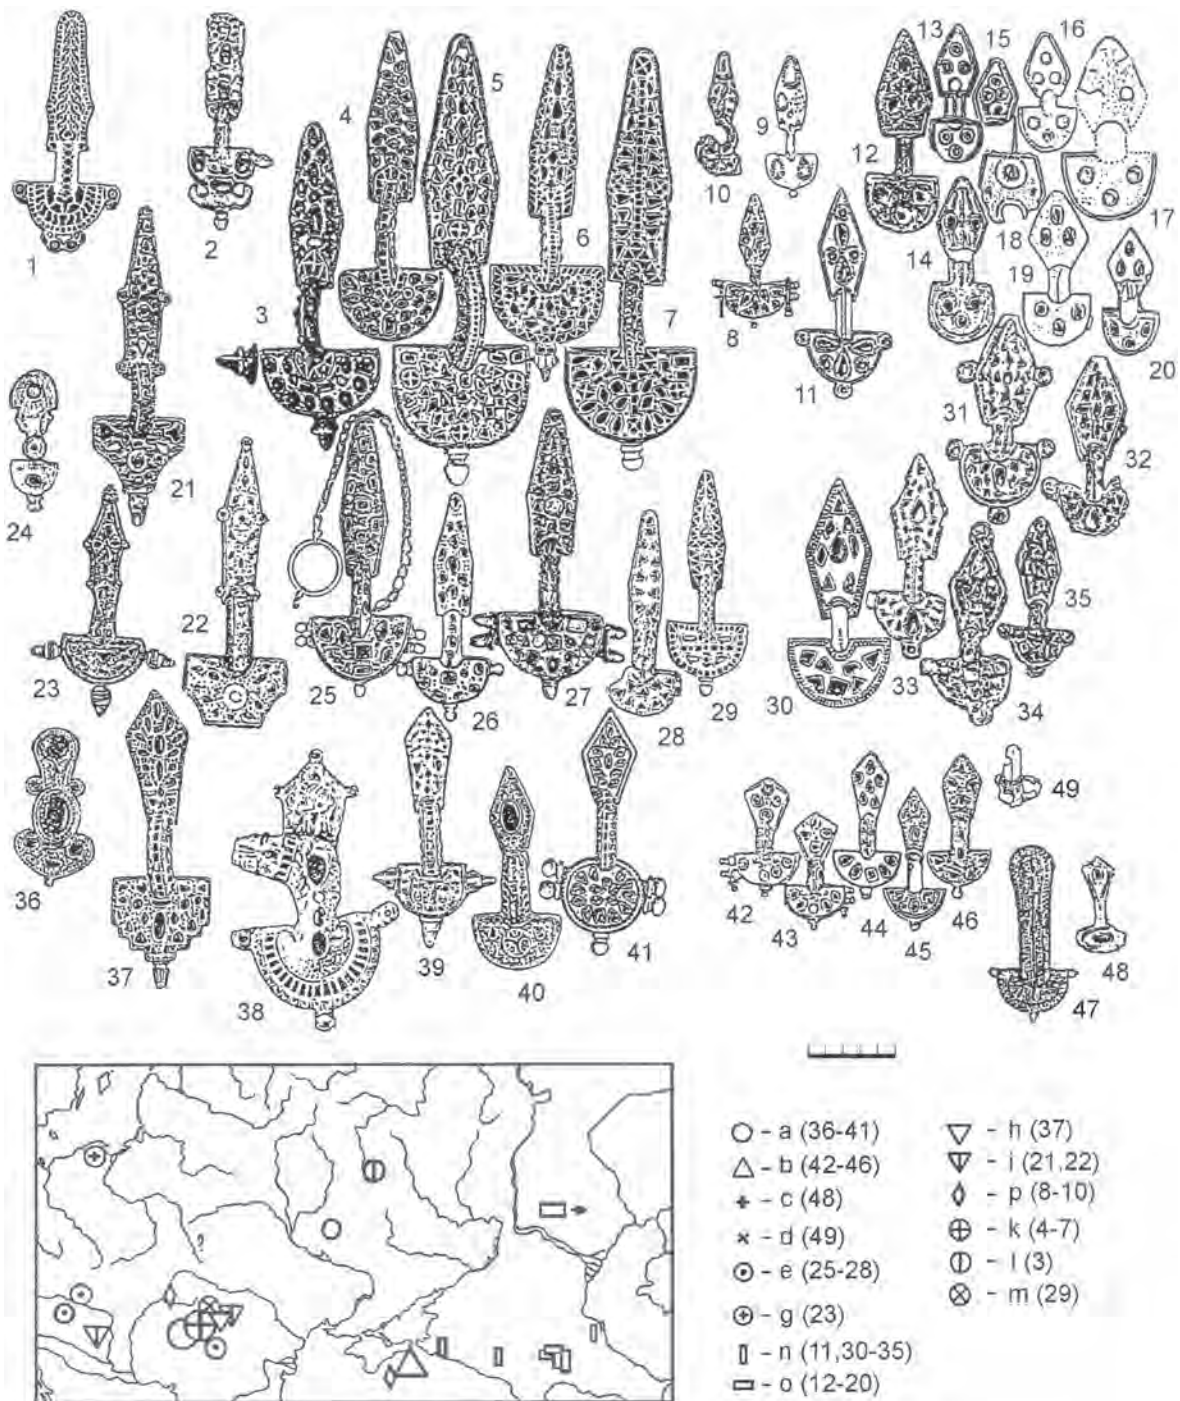 13 15 16
4 5
9
10
12
17
1 2
6
18
14 19
3 7
8
11
20
31
24 21
32
22
23
25 26 27 28 29 30 33 34
35
36
49
37 38 39 40 41
42 43 44 45 46
47 48
?
a (36-41)
b (42-46)
c (48)
d (49)
e (25-28)
g (23)
n (11,30-35)
o (12-20)
h (37)
i (21,22)
p (8-10)
k (4-7)
l (3)
m (29)